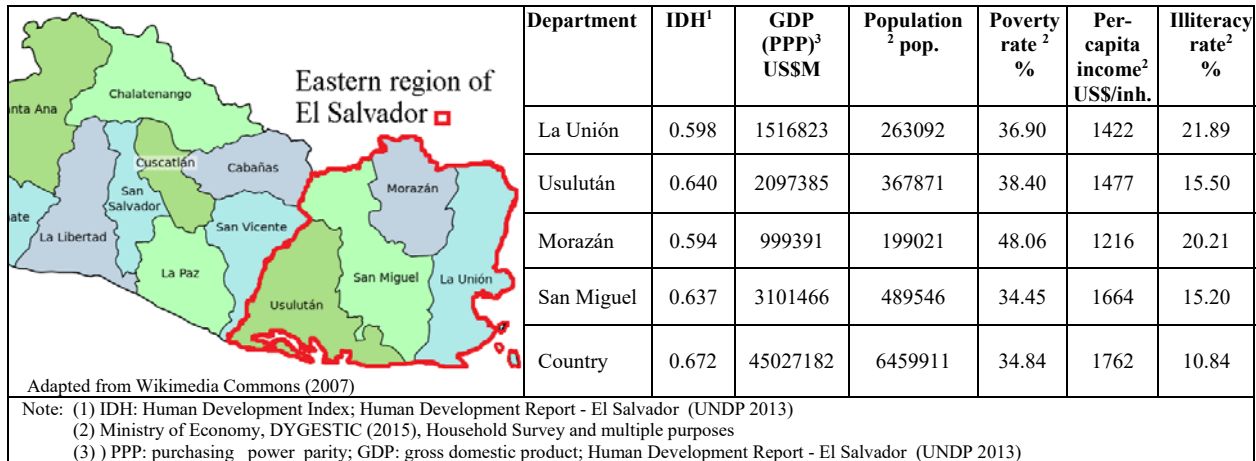 Eastern region of
El Salvador
Chalatenango
nta Ana
Cuscatlán
Cabañas
Morazán
San
Salvador
ate
La Libertad
San Vicente
La Paz
San Miguel
La Unión
Usulután
Adapted from Wikimedia Commons (2007)
Department IDH¹ GDP (PPP)³ US$M Population ² pop. Poverty rate ² % Per-capita income² US$/inh. Illiteracy rate² %
La Unión 0.598 1516823 263092 36.90 1422 21.89
Usulután 0.640 2097385 367871 38.40 1477 15.50
Morazán 0.594 999391 199021 48.06 1216 20.21
San Miguel 0.637 3101466 489546 34.45 1664 15.20
Country 0.672 45027182 6459911 34.84 1762 10.84
Note: (1) IDH: Human Development Index; Human Development Report - El Salvador (UNDP 2013)
(2) Ministry of Economy, DYGESTIC (2015), Household Survey and multiple purposes
(3) ) PPP: purchasing power parity; GDP: gross domestic product; Human Development Report - El Salvador (UNDP 2013)